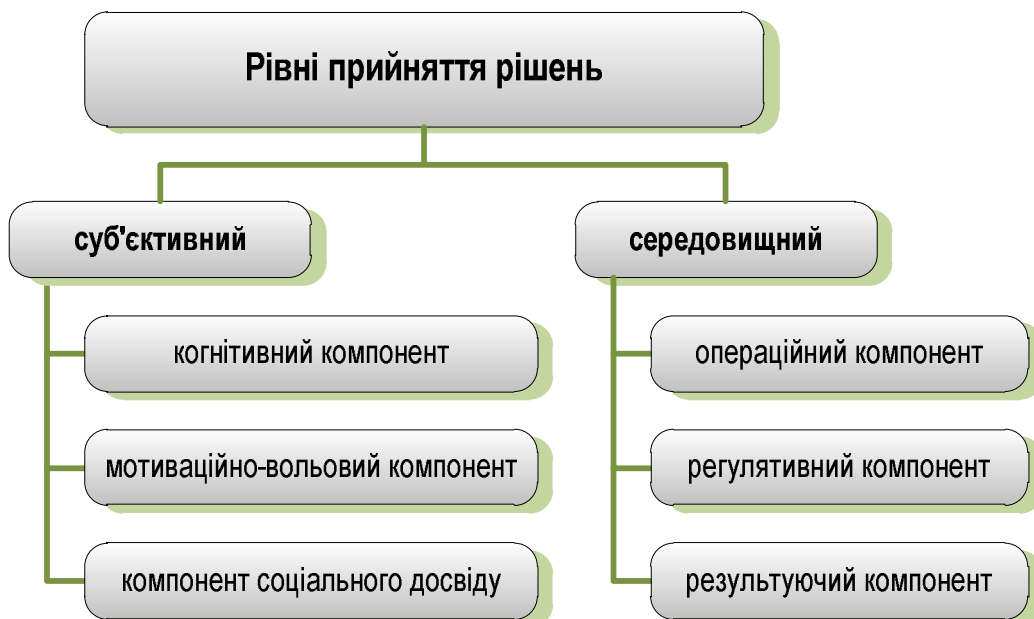 Рівні прийняття рішень
суб'єктивний
середовищний
когнітивний компонент
операційний компонент
мотиваційно-вольовий компонент
регулятивний компонент
компонент соціального досвіду
результуючий компонент